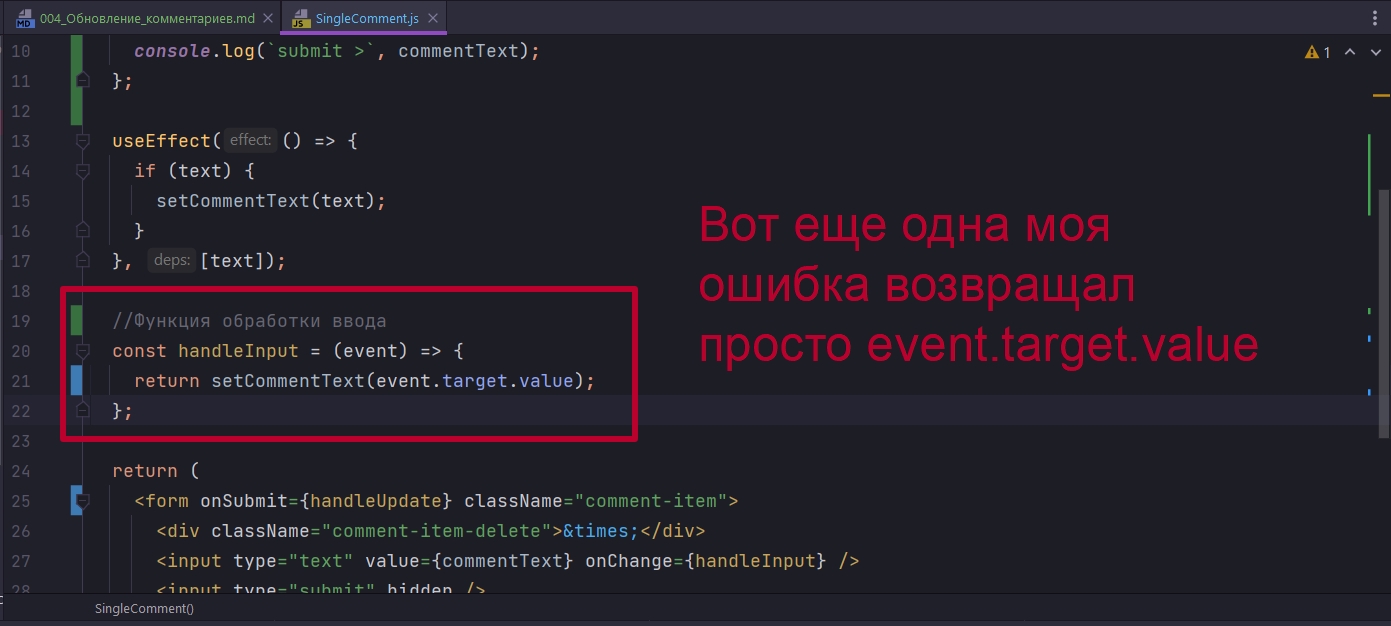 004_Обновление_комментариев.md SingleComment.js
10 console.log(`submit >`, commentText);
11 };
12
13 useEffect( effect: () => {
14 if (text) {
15 setCommentText(text);
16 }
17 }, deps: [text]);
18
19 //Функция обработки ввода
20 const handleInput = (event) => {
21 return setCommentText(event.target.value);
22 };
23
24 return (
25 <form onSubmit={handleUpdate} className="comment-item">
26 <div className="comment-item-delete">&times;</div>
27 <input type="text" value={commentText} onChange={handleInput} />
28 <input type="submit" hidden />
SingleComment()
1
Вот еще одна моя
ошибка возвращал
просто event.target.value